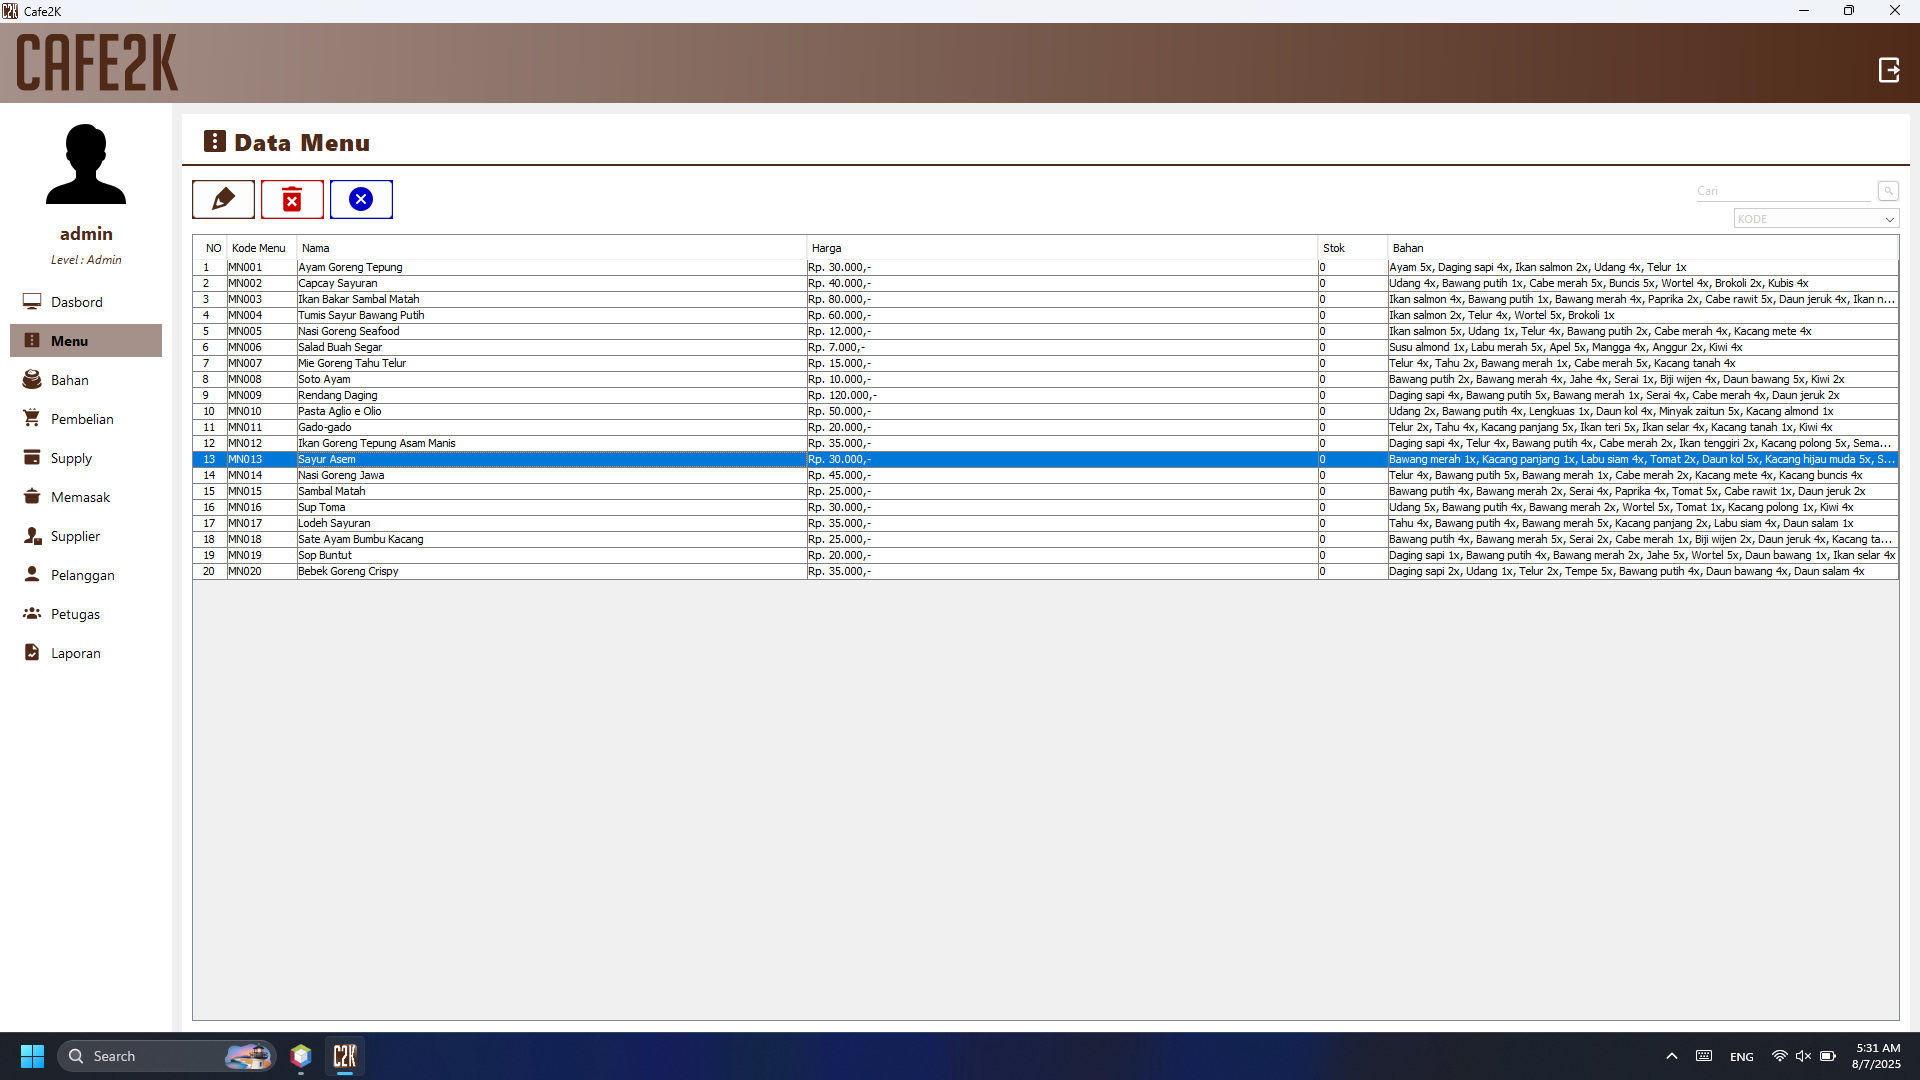 Cafe2K
CAFE2K
Data Menu
admin
Level : Admin
Dasbord
Menu
Bahan
Pembelian
Supply
Memasak
Supplier
Pelanggan
Petugas
Laporan
Cari
KODE
NO Kode Menu Nama Harga Stok Bahan
1 MN001 Ayam Goreng Tepung Rp. 30.000,- 0 Ayam 5x, Daging sapi 4x, Ikan salmon 2x, Udang 4x, Telur 1x
2 MN002 Capcay Sayuran Rp. 40.000,- 0 Udang 4x, Bawang putih 1x, Cabe merah 5x, Buncis 5x, Wortel 4x, Brokoli 2x, Kubis 4x
3 MN003 Ikan Bakar Sambal Matah Rp. 80.000,- 0 Ikan salmon 4x, Bawang putih 1x, Bawang merah 4x, Paprika 2x, Cabe rawit 5x, Daun jeruk 4x, Ikan n...
4 MN004 Tumis Sayur Bawang Putih Rp. 60.000,- 0 Ikan salmon 2x, Telur 4x, Wortel 5x, Brokoli 1x
5 MN005 Nasi Goreng Seafood Rp. 12.000,- 0 Ikan salmon 5x, Udang 1x, Telur 4x, Bawang putih 2x, Cabe merah 4x, Kacang mete 4x
6 MN006 Salad Buah Segar Rp. 7.000,- 0 Susu almond 1x, Labu merah 5x, Apel 5x, Mangga 4x, Anggur 2x, Kiwi 4x
7 MN007 Mie Goreng Tahu Telur Rp. 15.000,- 0 Telur 4x, Tahu 2x, Bawang merah 1x, Cabe merah 5x, Kacang tanah 4x
8 MN008 Soto Ayam Rp. 10.000,- 0 Bawang putih 2x, Bawang merah 4x, Jahe 4x, Serai 1x, Biji wijen 4x, Daun bawang 5x, Kiwi 2x
9 MN009 Rendang Daging Rp. 120.000,- 0 Daging sapi 4x, Bawang putih 5x, Bawang merah 1x, Serai 4x, Cabe merah 4x, Daun jeruk 2x
10 MN010 Pasta Aglio e Olio Rp. 50.000,- 0 Udang 2x, Bawang putih 4x, Lengkuas 1x, Daun kol 4x, Minyak zaitun 5x, Kacang almond 1x
11 MN011 Gado-gado Rp. 20.000,- 0 Telur 2x, Tahu 4x, Kacang panjang 5x, Ikan teri 5x, Ikan selar 4x, Kacang tanah 1x, Kiwi 4x
12 MN012 Ikan Goreng Tepung Asam Manis Rp. 35.000,- 0 Daging sapi 4x, Telur 4x, Bawang putih 4x, Cabe merah 2x, Ikan tenggiri 2x, Kacang polong 5x, Sema...
13 MN013 Sayur Asem Rp. 30.000,- 0 Bawang merah 1x, Kacang panjang 1x, Labu siam 4x, Tomat 2x, Daun kol 5x, Kacang hijau muda 5x, S...
14 MN014 Nasi Goreng Jawa Rp. 45.000,- 0 Telur 4x, Bawang putih 5x, Bawang merah 1x, Cabe merah 2x, Kacang mete 4x, Kacang buncis 4x
15 MN015 Sambal Matah Rp. 25.000,- 0 Bawang putih 4x, Bawang merah 2x, Serai 4x, Paprika 4x, Tomat 5x, Cabe rawit 1x, Daun jeruk 2x
16 MN016 Sup Toma Rp. 30.000,- 0 Udang 5x, Bawang putih 4x, Bawang merah 2x, Wortel 5x, Tomat 1x, Kacang polong 1x, Kiwi 4x
17 MN017 Lodeh Sayuran Rp. 35.000,- 0 Tahu 4x, Bawang putih 4x, Bawang merah 5x, Kacang panjang 2x, Labu siam 4x, Daun salam 1x
18 MN018 Sate Ayam Bumbu Kacang Rp. 25.000,- 0 Bawang putih 4x, Bawang merah 5x, Serai 2x, Cabe merah 1x, Biji wijen 2x, Daun jeruk 4x, Kacang ta...
19 MN019 Sop Buntut Rp. 20.000,- 0 Daging sapi 1x, Bawang putih 4x, Bawang merah 2x, Jahe 5x, Wortel 5x, Daun bawang 1x, Ikan selar 4x
20 MN020 Bebek Goreng Crispy Rp. 35.000,- 0 Daging sapi 2x, Udang 1x, Telur 2x, Tempe 5x, Bawang putih 4x, Daun bawang 4x, Daun salam 4x
Search
C2K
ENG
5:31 AM
8/7/2025